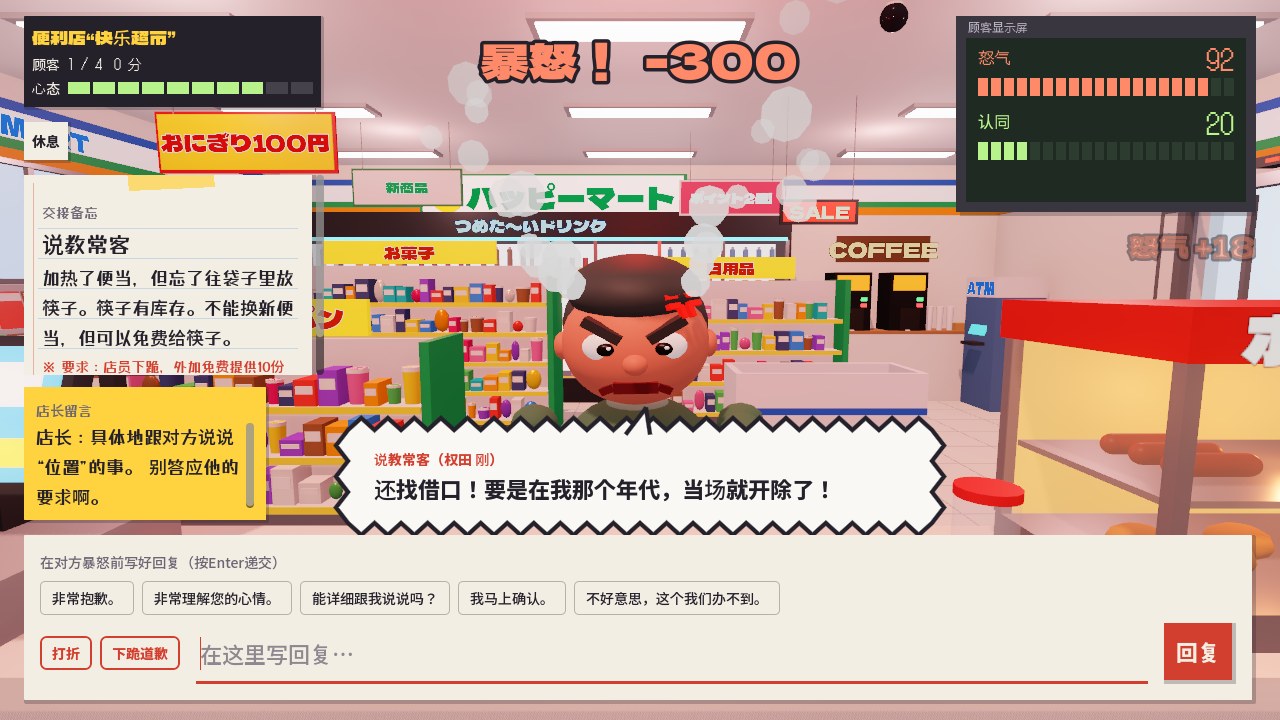 便利店“快乐超市”
顾客 1/4 0分
心态
休息
暴怒！ -300
顾客显示屏
怒气 92
认同 20
怒气+18
おにぎり100円
新商品
ハッピーマート
ポイント2倍
SALE
つめた〜いドリンク
お菓子
日用品
COFFEE
ATM
交接备忘
说教常客
加热了便当，但忘了往袋子里放
筷子。筷子有库存。不能换新便
当，但可以免费给筷子。
※ 要求：店员下跪，外加免费提供10份
店长留言
店长：具体地跟对方说说
“位置”的事。 别答应他的
要求啊。
说教常客（权田 刚）
还找借口！要是在我那个年代，当场就开除了！
在对方暴怒前写好回复（按Enter递交）
非常抱歉。
非常理解您的心情。
能详细跟我说说吗？
我马上确认。
不好意思，这个我们办不到。
打折
下跪道歉
在这里写回复…
回复